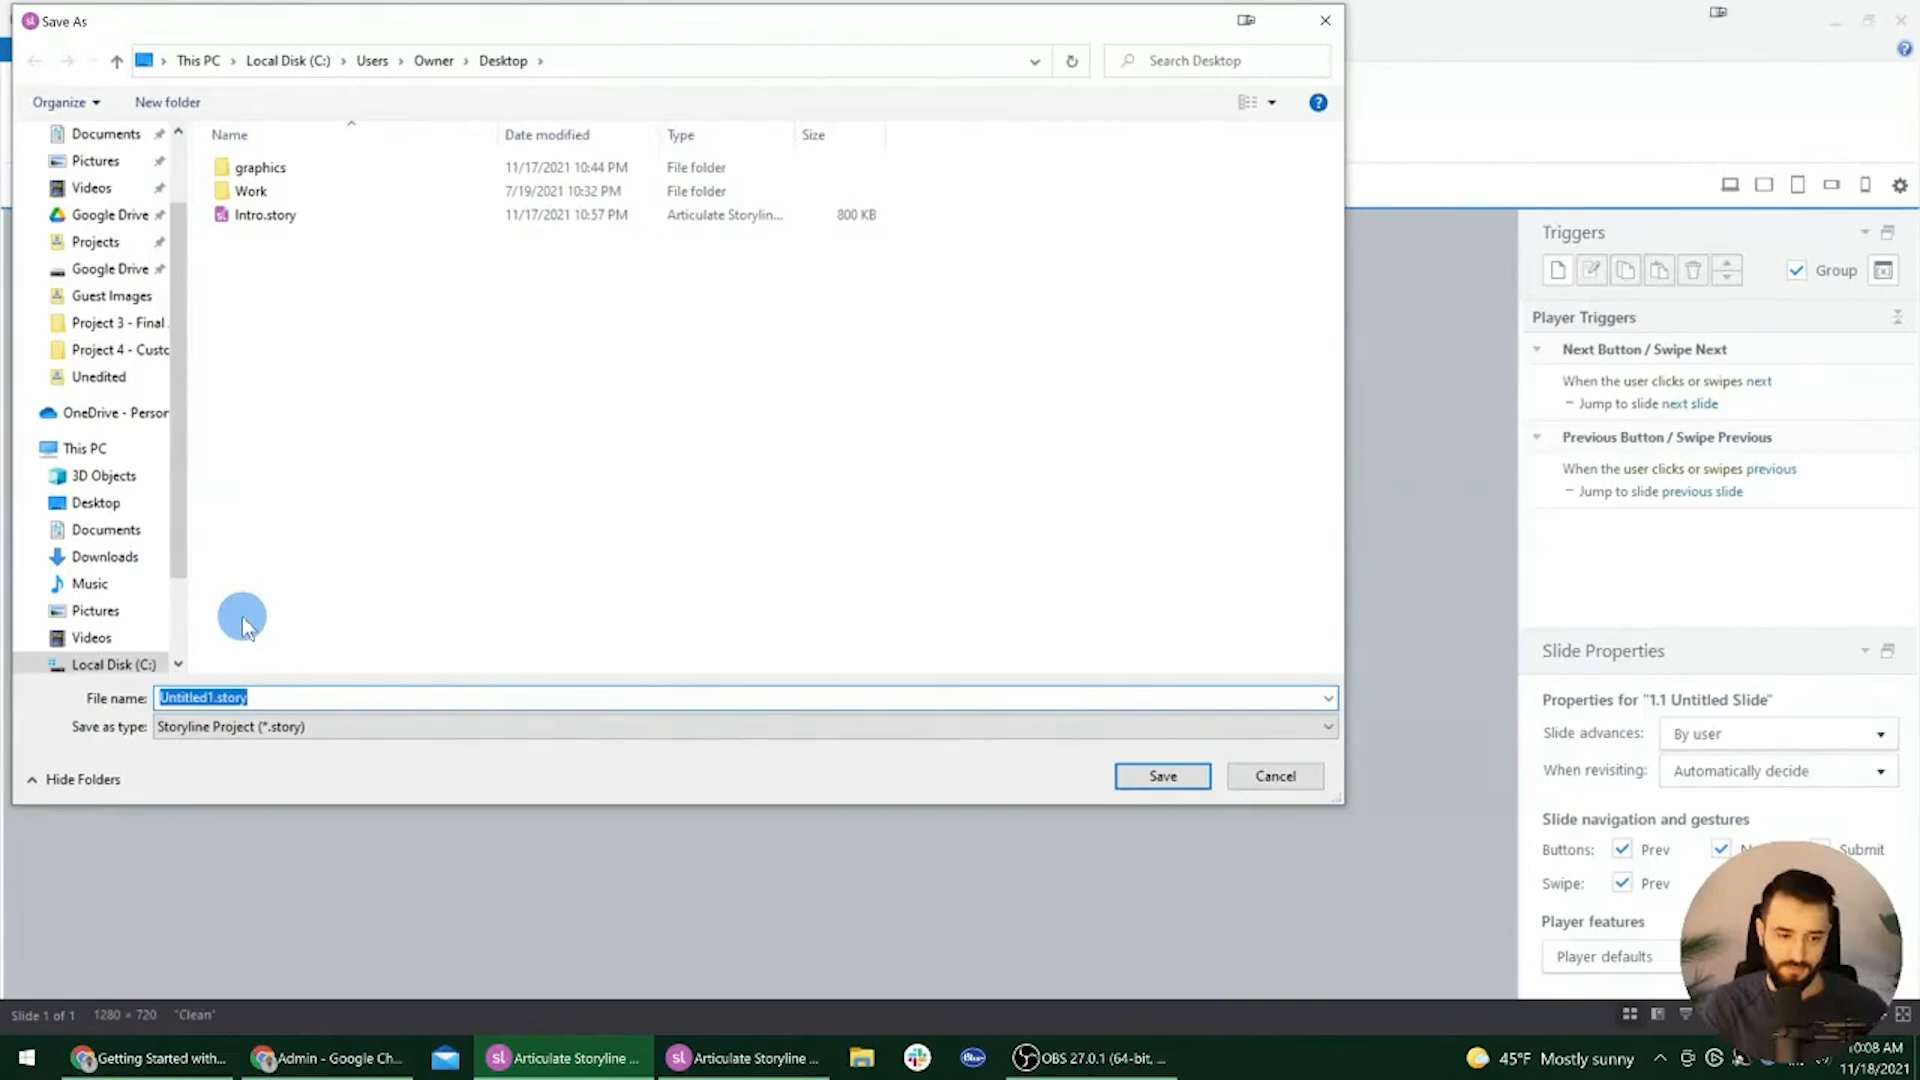 Save As
This PC > Local Disk (C:) > Users > Owner > Desktop >
Search Desktop
Organize
New folder
Name
Date modified
Type
Size
graphics 11/17/2021 10:44 PM File folder
Work 7/19/2021 10:32 PM File folder
Intro.story 11/17/2021 10:57 PM Articulate Storylin... 800 KB
Documents
Pictures
Videos
Google Drive
Projects
Google Drive
Guest Images
Project 3 - Final
Project 4 - Custc
Unedited
OneDrive - Person
This PC
3D Objects
Desktop
Documents
Downloads
Music
Pictures
Videos
Local Disk (C:)
File name: Untitled1.story
Save as type: Storyline Project (*.story)
Hide Folders
Save
Cancel
Triggers
Group
Player Triggers
Next Button / Swipe Next
When the user clicks or swipes next
- Jump to slide next slide
Previous Button / Swipe Previous
When the user clicks or swipes previous
- Jump to slide previous slide
Slide Properties
Properties for "1.1 Untitled Slide"
Slide advances: By user
When revisiting: Automatically decide
Slide navigation and gestures
Buttons: Prev N Submit
Swipe: Prev
Player features
Player defaults
Slide 1 of 1 1280 × 720 "Clean"
Getting Started with...
Admin - Google Ch...
sl Articulate Storyline ...
sl Articulate Storyline ...
Blue
OBS 27.0.1 (64-bit, ...
45°F Mostly sunny
10:08 AM
11/18/2021